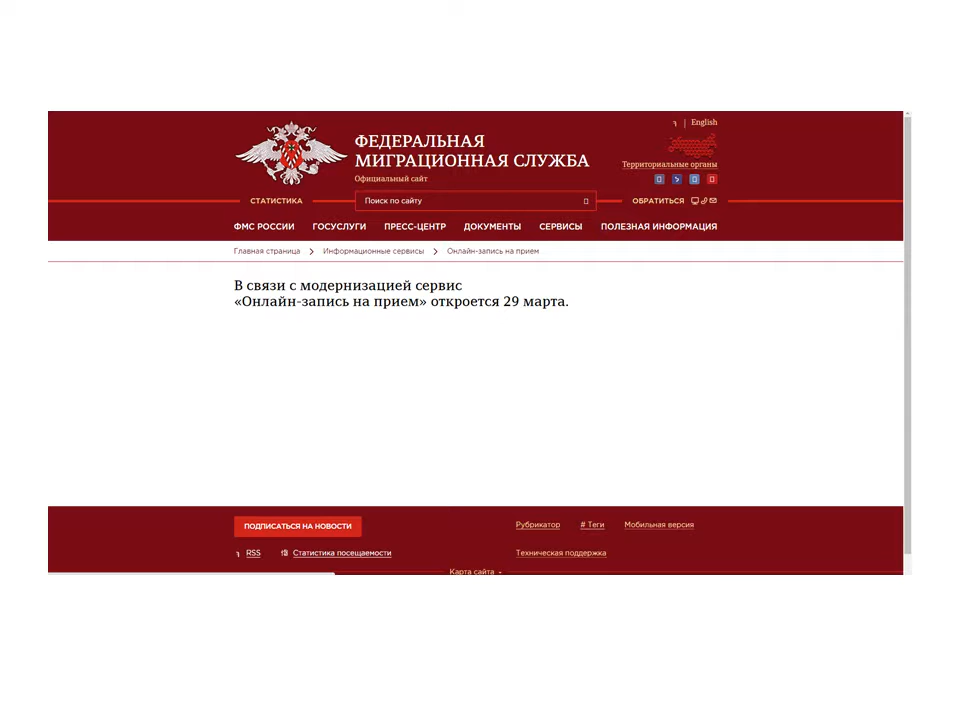 English
ФЕДЕРАЛЬНАЯ
МИГРАЦИОННАЯ СЛУЖБА
Официальный сайт
Территориальные органы
СТАТИСТИКА
Поиск по сайту
ОБРАТИТЬСЯ
ФМС РОССИИ ГОСУСЛУГИ ПРЕСС-ЦЕНТР ДОКУМЕНТЫ СЕРВИСЫ ПОЛЕЗНАЯ ИНФОРМАЦИЯ
Главная страница Информационные сервисы Онлайн-запись на прием
В связи с модернизацией сервис
«Онлайн-запись на прием» откроется 29 марта.
ПОДПИСАТЬСЯ НА НОВОСТИ
Рубрикатор # Теги Мобильная версия
RSS Статистика посещаемости
Техническая поддержка
Карта сайта